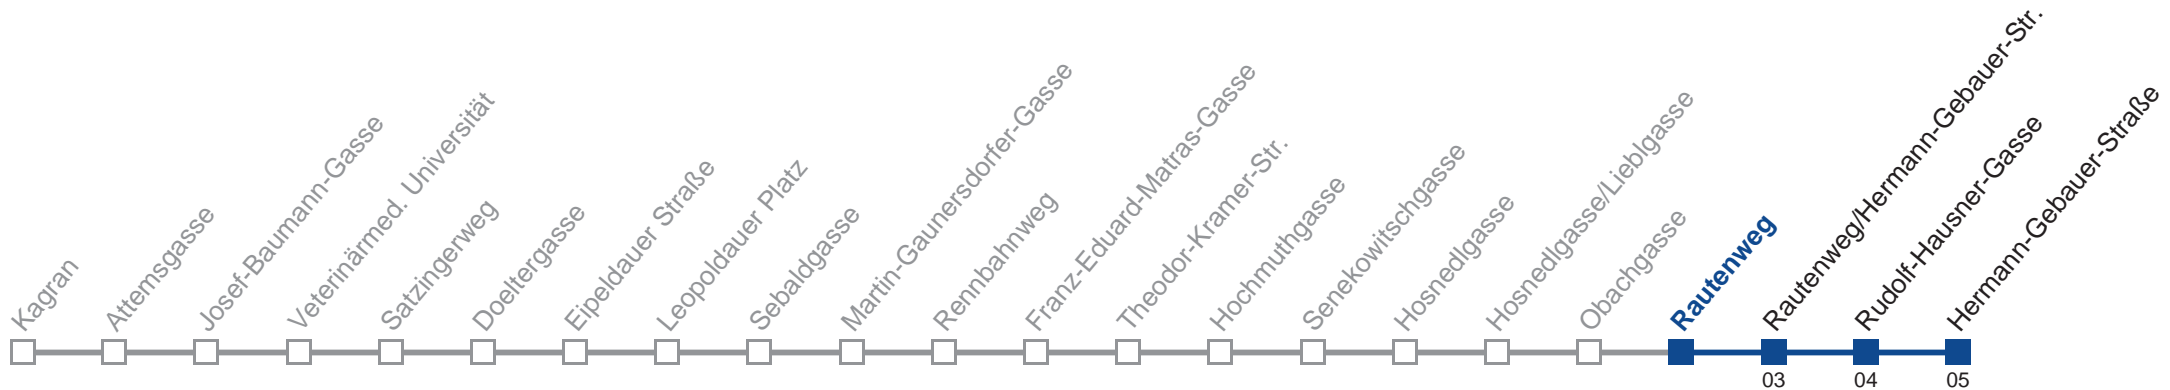 Kagran
Attemsgasse
Josef-Baumann-Gasse
Veterinärmed. Universität
Satzingerweg
Doeltergasse
Eipeldauer Straße
Leopoldauer Platz
Sebaldgasse
Martin-Gaunersdorfer-Gasse
Rennbahnweg
Franz-Eduard-Matras-Gasse
Theodor-Kramer-Str.
Hochmuthgasse
Senekowitschgasse
Hosnedlgasse
Hosnedlgasse/Lieblgasse
Obachgasse
Rautenweg
Rautenweg/Hermann-Gebauer-Str.
Rudolf-Hausner-Gasse
Hermann-Gebauer-Straße
03
04
05